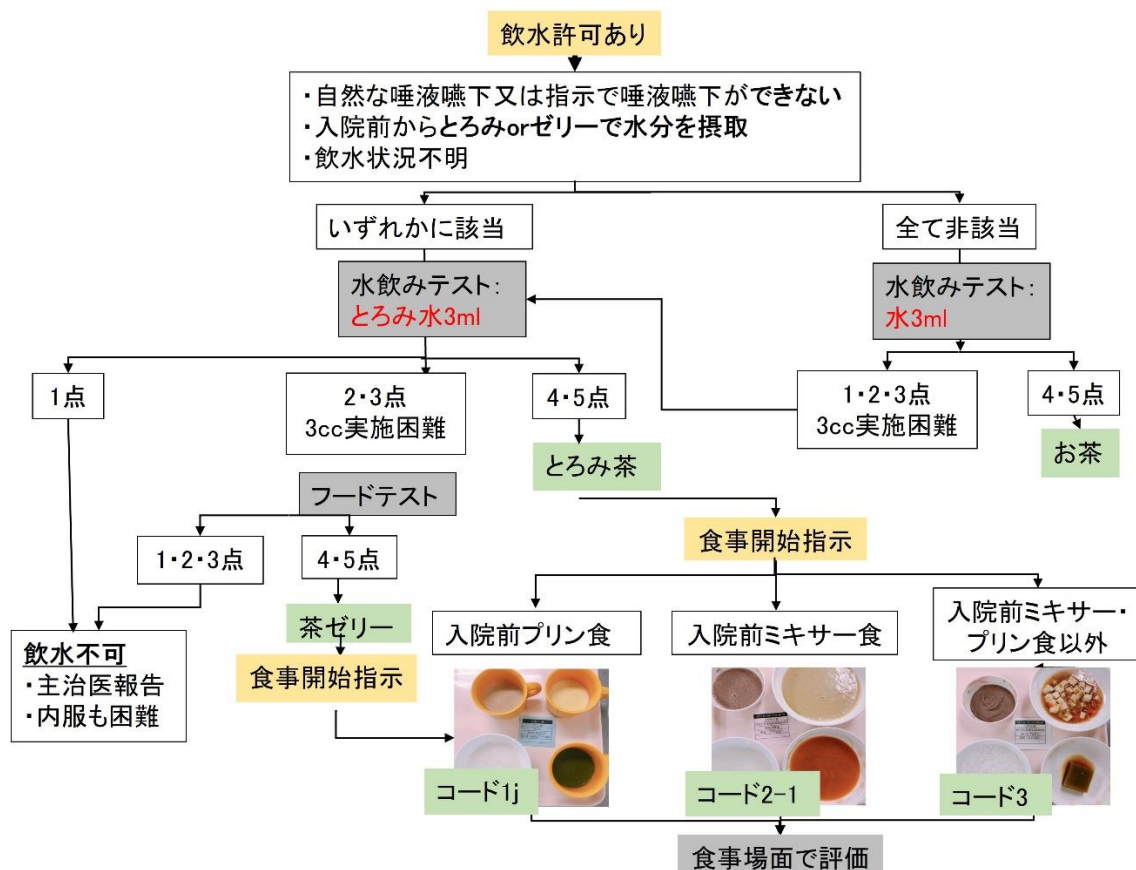 飲水許可あり
・自然な唾液嚥下又は指示で唾液嚥下ができない
・入院前からとろみorゼリーで水分を摂取
・飲水状況不明
いずれかに該当
全て非該当
水飲みテスト:
とろみ水3ml
水飲みテスト:
水3ml
1点
2・3点
3cc実施困難
4・5点
1・2・3点
3cc実施困難
4・5点
とろみ茶
お茶
フードテスト
1・2・3点
4・5点
食事開始指示
茶ゼリー
入院前プリン食
入院前ミキサー食
入院前ミキサー・
プリン食以外
飲水不可
・主治医報告
・内服も困難
食事開始指示
コード1j
コード2-1
コード3
食事場面で評価